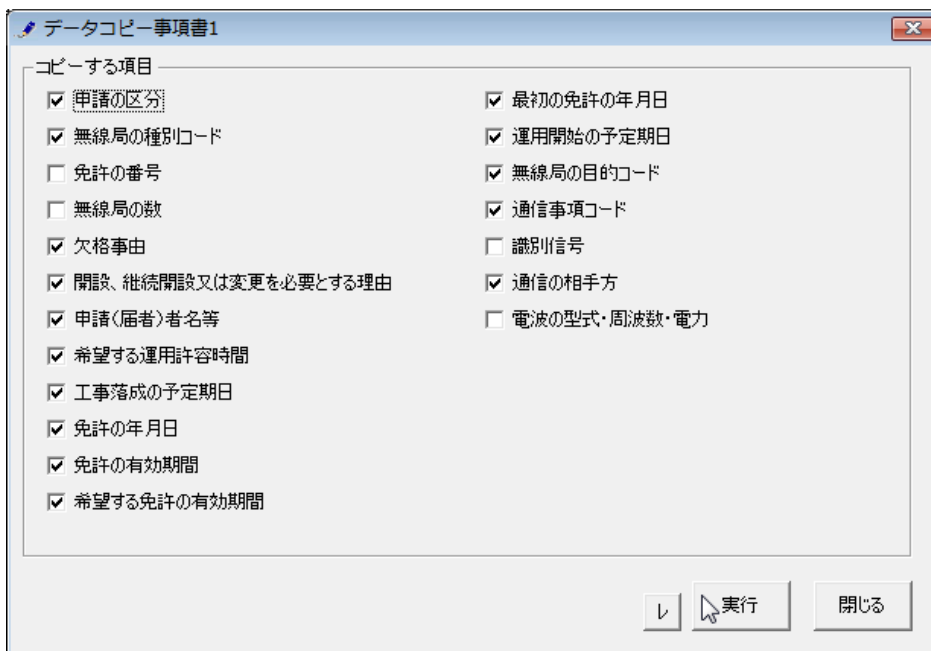 データコピー事項書1
コピーする項目
申請の区分
無線局の種別コード
免許の番号
無線局の数
欠格事由
開設、継続開設又は変更を必要とする理由
申請(届者)者名等
希望する運用許容時間
工事落成の予定期日
免許の年月日
免許の有効期間
希望する免許の有効期間
最初の免許の年月日
運用開始の予定期日
無線局の目的コード
通信事項コード
識別信号
通信の相手方
電波の型式・周波数・電力
レ
実行
閉じる